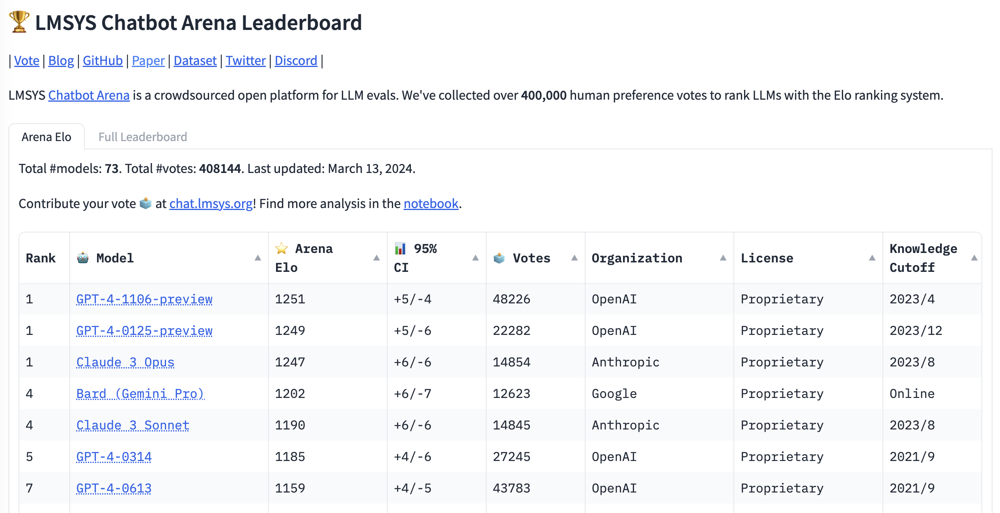 🏆 LMSYS Chatbot Arena Leaderboard
| Vote | Blog | GitHub | Paper | Dataset | Twitter | Discord |
LMSYS Chatbot Arena is a crowdsourced open platform for LLM evals. We've collected over 400,000 human preference votes to rank LLMs with the Elo ranking system.
Arena Elo Full Leaderboard
Total #models: 73. Total #votes: 408144. Last updated: March 13, 2024.
Contribute your vote 🗳️ at chat.lmsys.org! Find more analysis in the notebook.
Rank 🤖 Model ⭐ Arena Elo 📊 95% CI 🗳️ Votes Organization License Knowledge Cutoff
1 GPT-4-1106-preview 1251 +5/-4 48226 OpenAI Proprietary 2023/4
1 GPT-4-0125-preview 1249 +5/-6 22282 OpenAI Proprietary 2023/12
1 Claude 3 Opus 1247 +6/-6 14854 Anthropic Proprietary 2023/8
4 Bard (Gemini Pro) 1202 +6/-7 12623 Google Proprietary Online
4 Claude 3 Sonnet 1190 +6/-6 14845 Anthropic Proprietary 2023/8
5 GPT-4-0314 1185 +4/-6 27245 OpenAI Proprietary 2021/9
7 GPT-4-0613 1159 +4/-5 43783 OpenAI Proprietary 2021/9